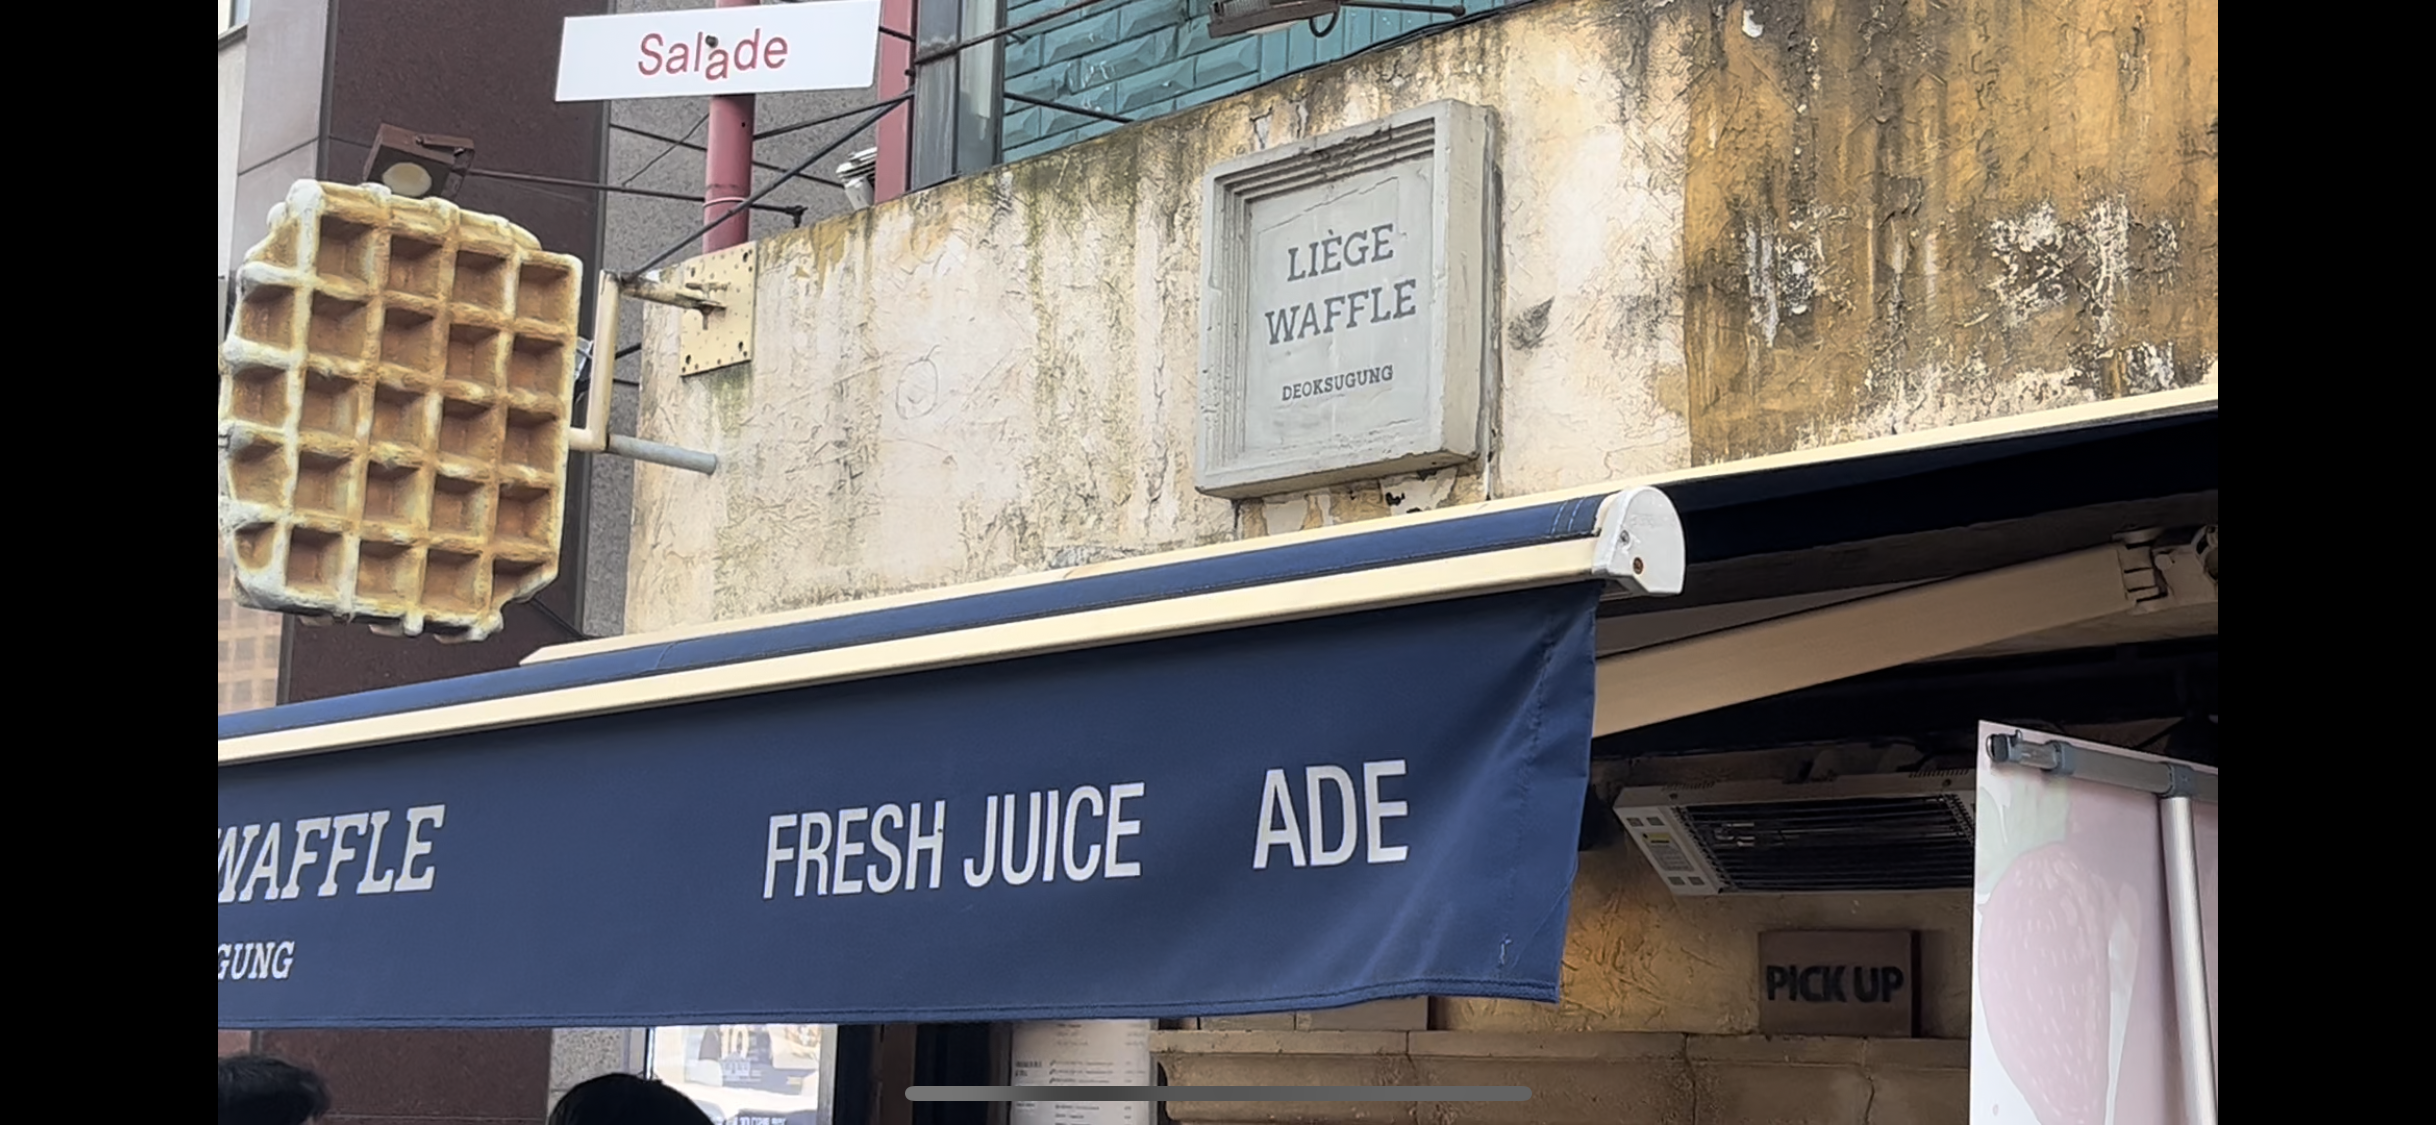 Salade
LIÈGE
WAFFLE
DEOKSUGUNG
WAFFLE
GUNG
FRESH JUICE
ADE
PICK UP